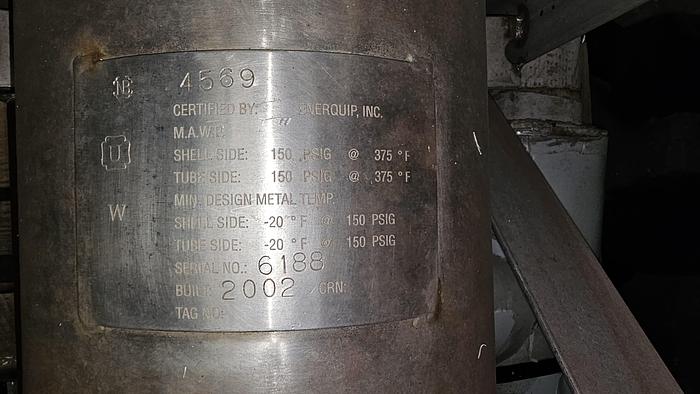 NB 4569
CERTIFIED BY: ENERQUIP, INC.
M.A.W.P.
U
SHELL SIDE: 150 PSIG @ 375 °F
TUBE SIDE: 150 PSIG @ 375 °F
MIN. DESIGN METAL TEMP.
W
SHELL SIDE: -20 °F @ 150 PSIG
TUBE SIDE: -20 °F @ 150 PSIG
SERIAL NO.: 6188
BUILT: 2002 CRN:
TAG NO.: